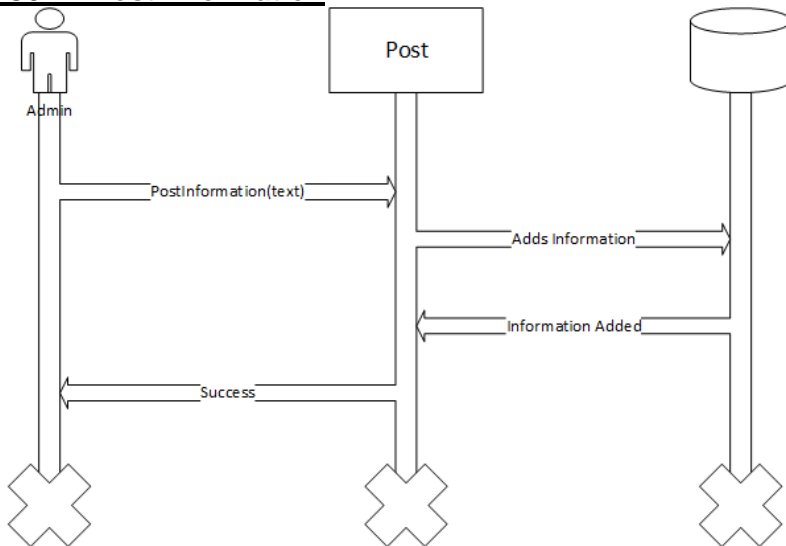 Post
Admin
PostInformation(text)
Adds Information
Information Added
Success